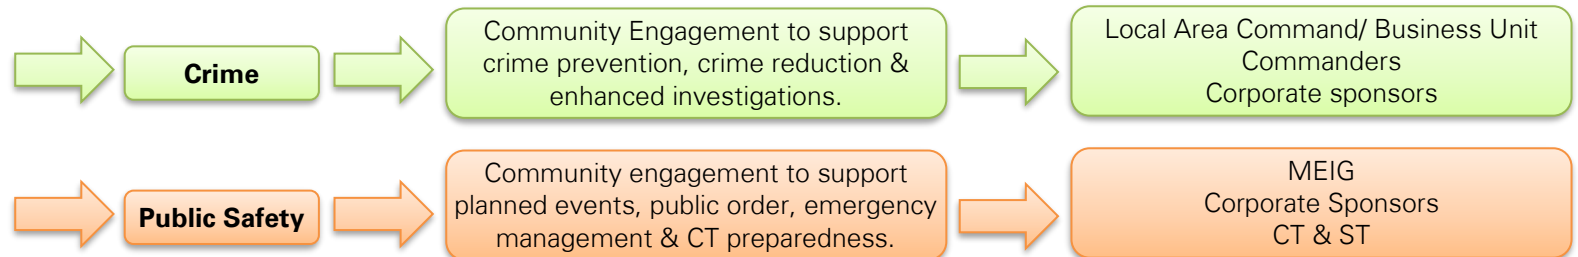 Crime
Community Engagement to support
crime prevention, crime reduction &
enhanced investigations.
Local Area Command/ Business Unit
Commanders
Corporate sponsors
Public Safety
Community engagement to support
planned events, public order, emergency
management & CT preparedness.
MEIG
Corporate Sponsors
CT & ST